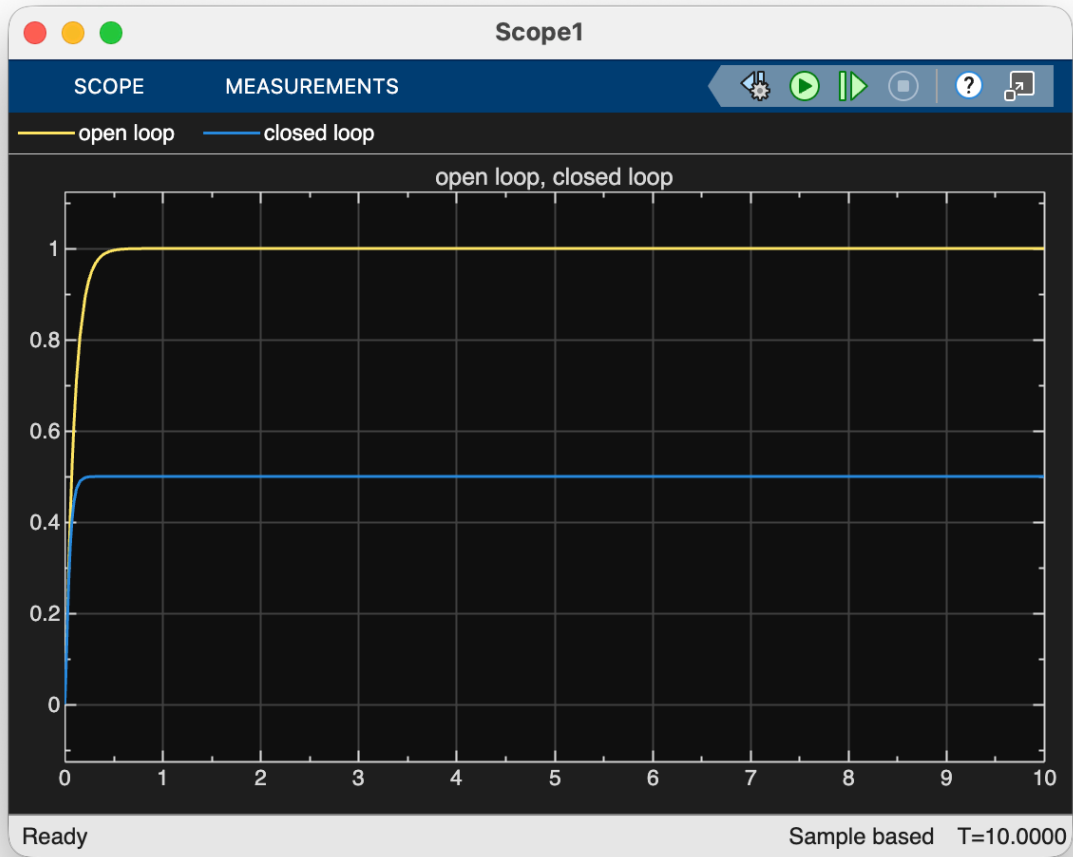 Scope1
SCOPE MEASUREMENTS
?
open loop closed loop
open loop, closed loop
1
0.8
0.6
0.4
0.2
0
0 1 2 3 4 5 6 7 8 9 10
Ready Sample based T=10.0000